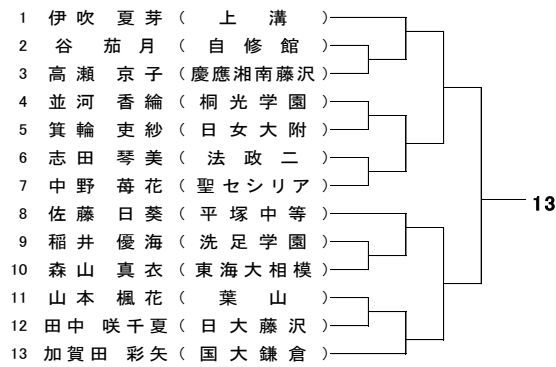 1 伊吹 夏芽 (上溝)
2 谷 茄月 (自修館)
3 高瀬 京子 (慶應湘南藤沢)
4 並河 香綸 (桐光学園)
5 箕輪 吏紗 (日女大附)
6 志田 琴美 (法政二)
7 中野 苺花 (聖セシリア)
8 佐藤 日葵 (平塚中等)
9 稲井 優海 (洗足学園)
10 森山 真衣 (東海大相模)
11 山本 楓花 (葉山)
12 田中 咲千夏 (日大藤沢)
13 加賀田 彩矢 (国大鎌倉)
13